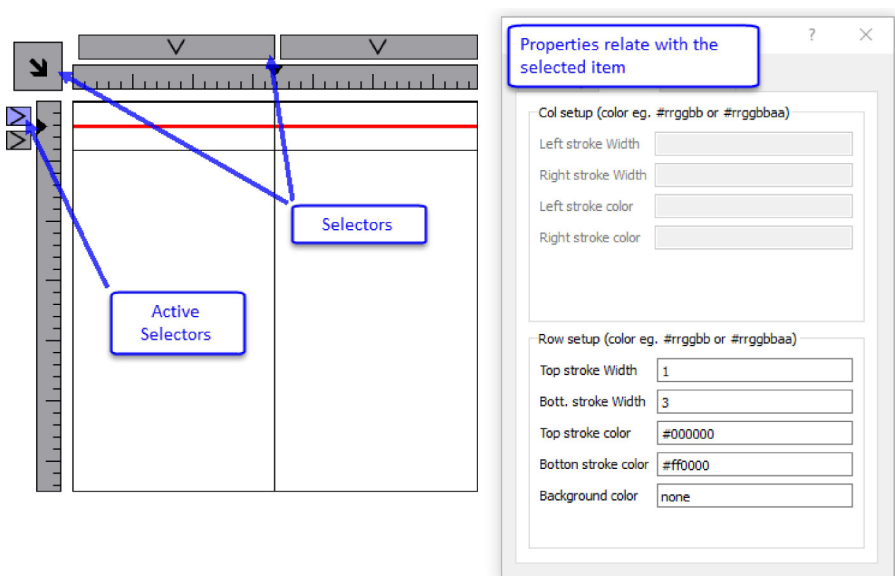 Properties relate with the
selected item
?
Col setup (color eg. #rrggbb or #rrggbbaa)
Left stroke Width
Right stroke Width
Left stroke color
Right stroke color
Selectors
Active
Selectors
Row setup (color eg. #rrggbb or #rrggbbaa)
Top stroke Width 1
Bott. stroke Width 3
Top stroke color #000000
Botton stroke color #ff0000
Background color none